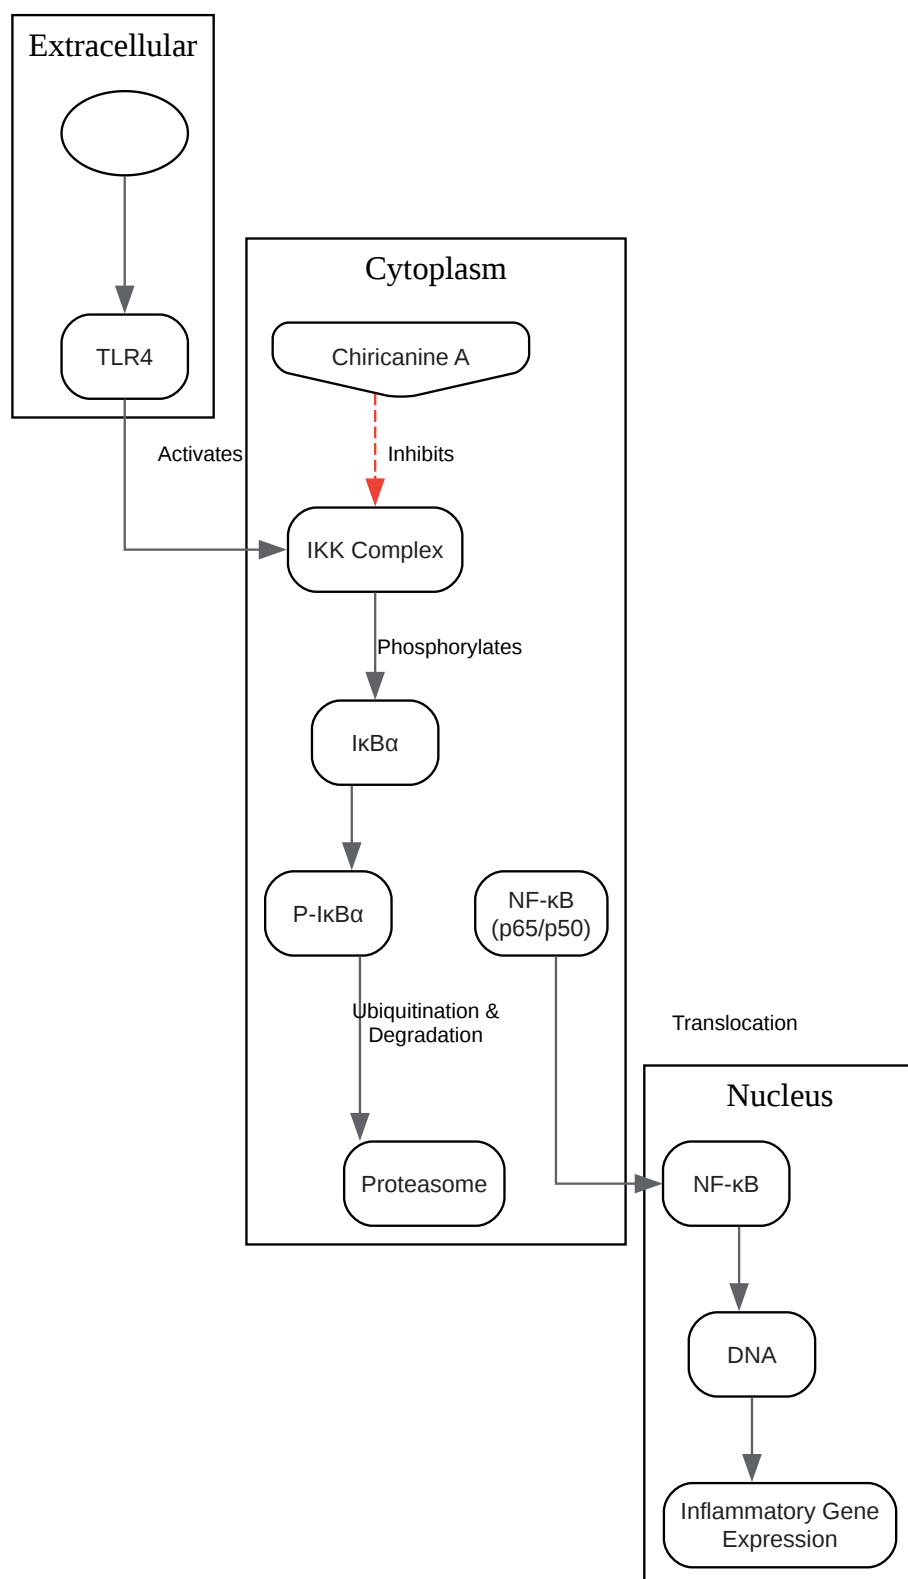 Extracellular
TLR4
Activates
Cytoplasm
Chiricanine A
Inhibits
IKK Complex
Phosphorylates
IκBα
P-IκBα
NF-κB
(p65/p50)
Ubiquitination &
Degradation
Proteasome
Translocation
Nucleus
NF-κB
DNA
Inflammatory Gene
Expression